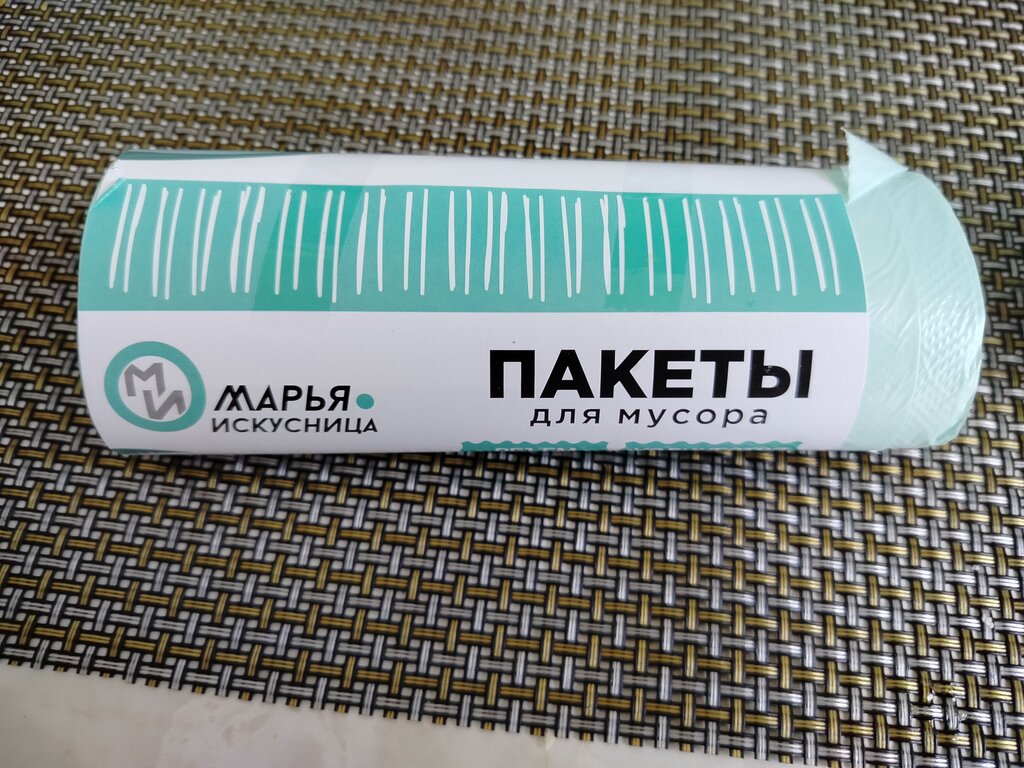 МИ
МАРЬЯ
ИСКУСНИЦА
ПАКЕТЫ
для мусора